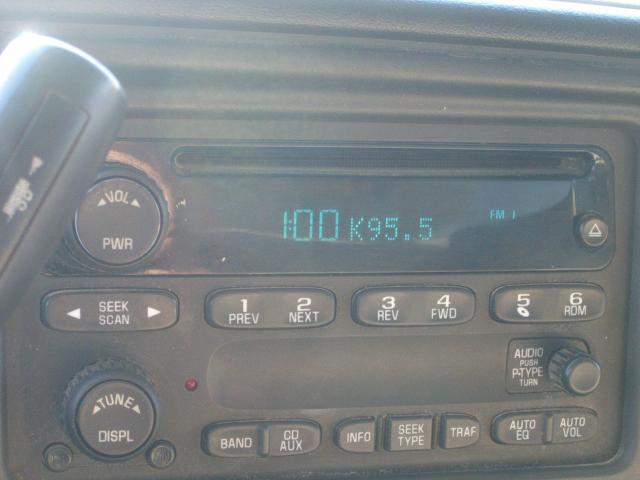 VOL
PWR
1:00 K95.5
FM 1
SEEK
SCAN
1 PREV
2 NEXT
3 REV
4 FWD
5
6 RDM
AUDIO
PUSH
P-TYPE
TURN
TUNE
DISPL
BAND
CD
AUX
INFO
SEEK
TYPE
TRAF
AUTO
EQ
AUTO
VOL